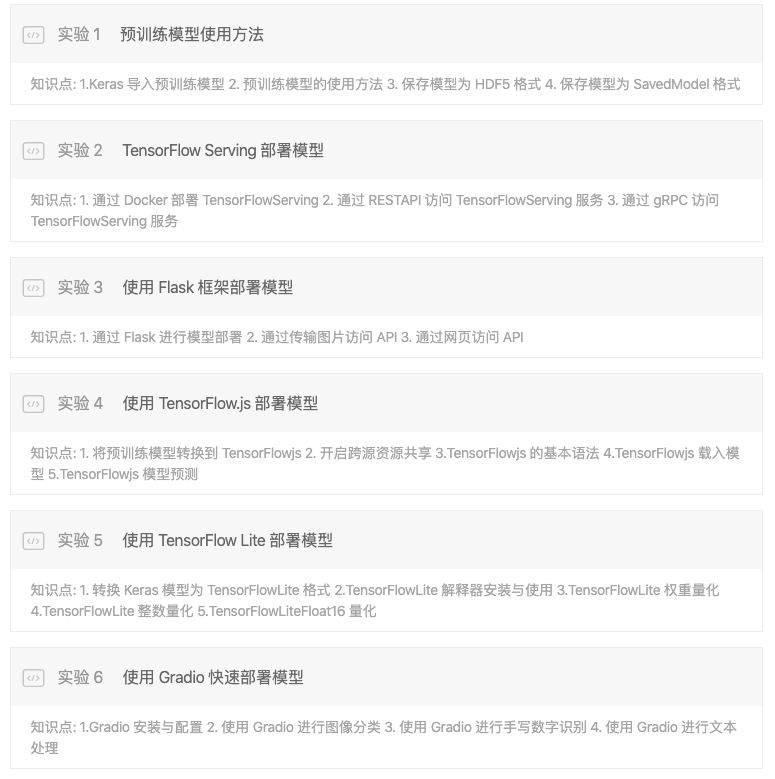 实验 1 预训练模型使用方法
知识点: 1.Keras 导入预训练模型 2. 预训练模型的使用方法 3. 保存模型为 HDF5 格式 4. 保存模型为 SavedModel 格式
实验 2 TensorFlow Serving 部署模型
知识点: 1. 通过 Docker 部署 TensorFlowServing 2. 通过 RESTAPI 访问 TensorFlowServing 服务 3. 通过 gRPC 访问
TensorFlowServing 服务
实验 3 使用 Flask 框架部署模型
知识点: 1. 通过 Flask 进行模型部署 2. 通过传输图片访问 API 3. 通过网页访问 API
实验 4 使用 TensorFlow.js 部署模型
知识点: 1. 将预训练模型转换到 TensorFlowjs 2. 开启跨源资源共享 3.TensorFlowjs 的基本语法 4.TensorFlowjs 载入模
型 5.TensorFlowjs 模型预测
实验 5 使用 TensorFlow Lite 部署模型
知识点: 1. 转换 Keras 模型为 TensorFlowLite 格式 2.TensorFlowLite 解释器安装与使用 3.TensorFlowLite 权重量化
4.TensorFlowLite 整数量化 5.TensorFlowLiteFloat16 量化
实验 6 使用 Gradio 快速部署模型
知识点: 1.Gradio 安装与配置 2. 使用 Gradio 进行图像分类 3. 使用 Gradio 进行手写数字识别 4. 使用 Gradio 进行文本
处理